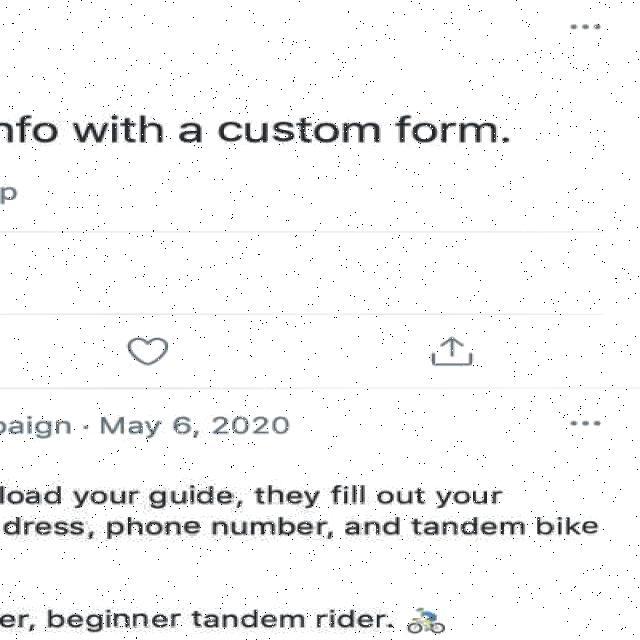 nfo with a custom form.
p
paign · May 6, 2020
load your guide, they fill out your
dress, phone number, and tandem bike
er, beginner tandem rider. 🚴